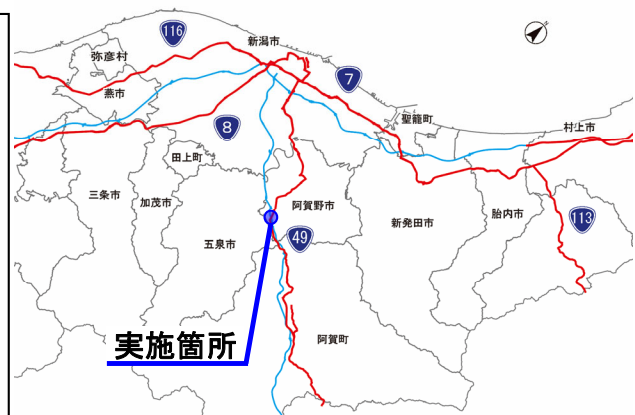 116
新潟市
弥彦村
7
燕市
8
聖籠町
村上市
田上町
三条市
加茂市
阿賀野市
新発田市
胎内市
113
五泉市
49
実施箇所
阿賀町